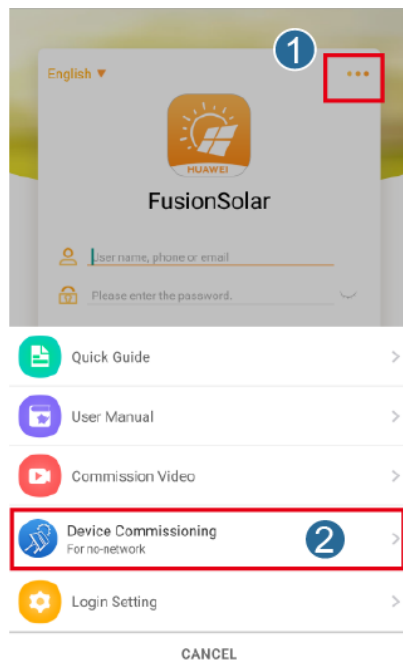 1
English ▼
HUAWEI
FusionSolar
User name, phone or email
Please enter the password.
Quick Guide
User Manual
Commission Video
Device Commissioning
For no-network
2
Login Setting
CANCEL